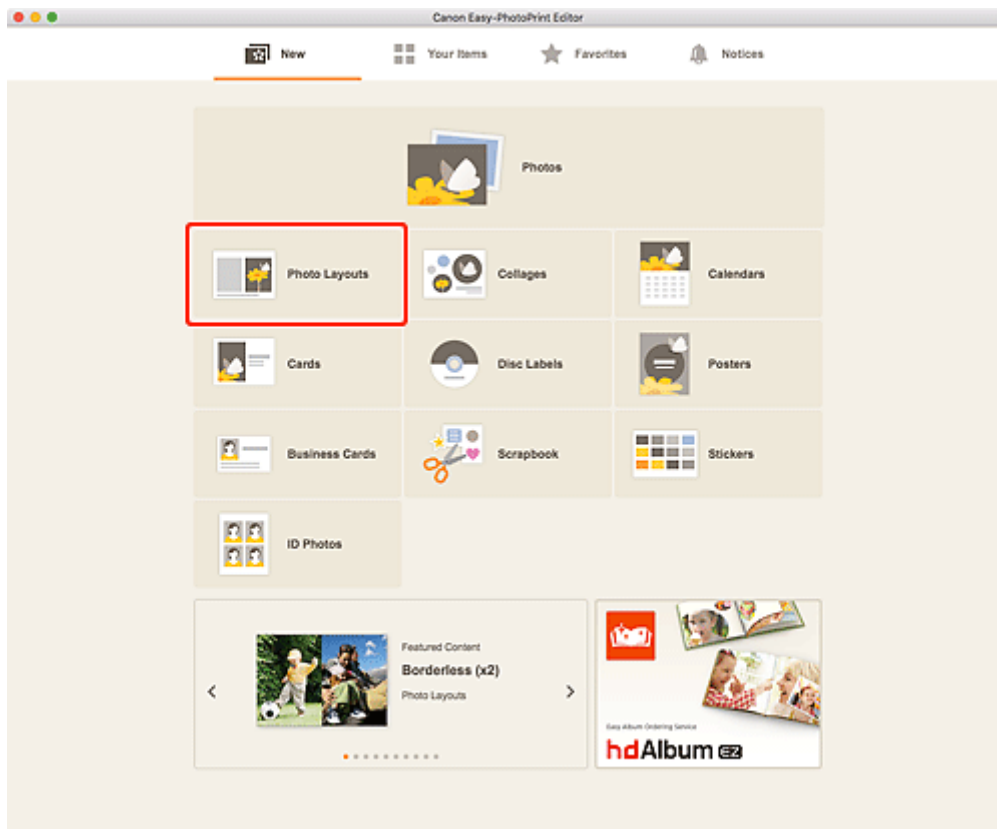 Canon Easy-PhotoPrint Editor
New
Your Items
Favorites
Notices
Photos
Photo Layouts
Collages
Calendars
Cards
Disc Labels
Posters
Business Cards
Scrapbook
Stickers
ID Photos
Featured Content
Borderless (x2)
Photo Layouts
Easy Album Ordering Service
hdAlbum EZ